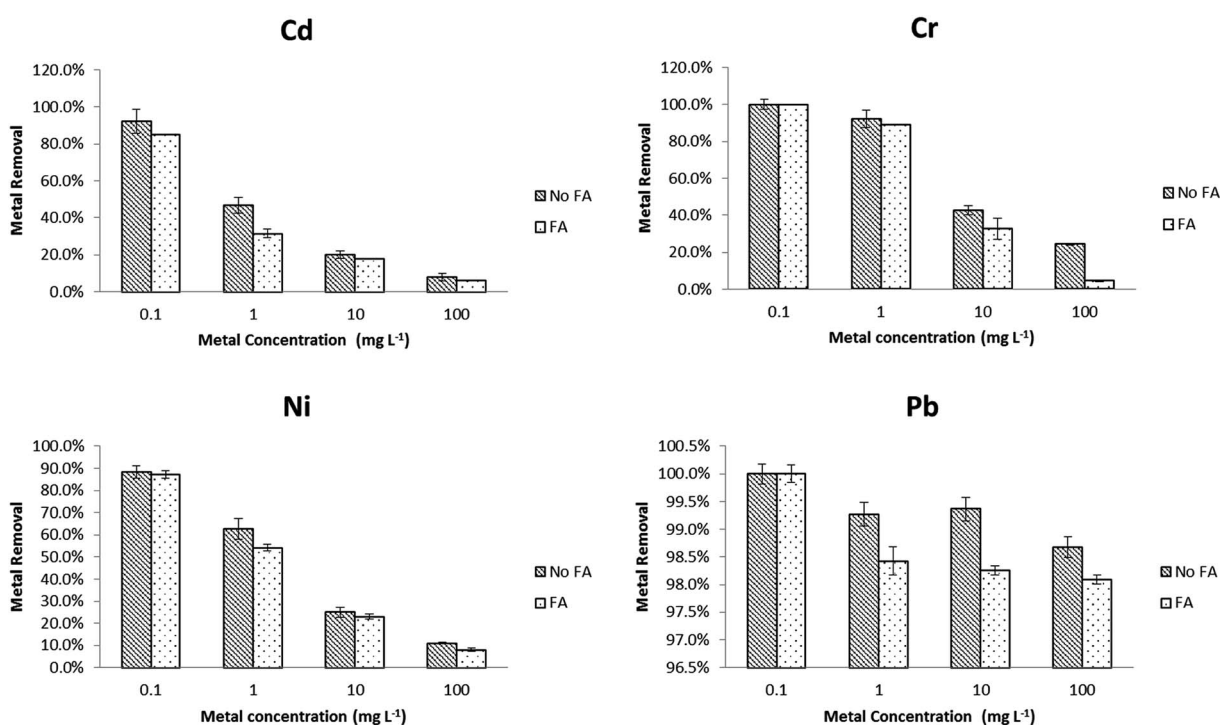 Cd
120.0%
100.0%
80.0%
60.0%
40.0%
20.0%
0.0%
Metal Removal
0.1 1 10 100
Metal Concentration (mg L⁻¹)
No FA
FA
Cr
120.0%
100.0%
80.0%
60.0%
40.0%
20.0%
0.0%
Metal Removal
0.1 1 10 100
Metal concentration (mg L⁻¹)
No FA
FA
Ni
100.0%
90.0%
80.0%
70.0%
60.0%
50.0%
40.0%
30.0%
20.0%
10.0%
0.0%
Metal Removal
0.1 1 10 100
Metal concentration (mg L⁻¹)
No FA
FA
Pb
100.5%
100.0%
99.5%
99.0%
98.5%
98.0%
97.5%
97.0%
96.5%
Metal Removal
0.1 1 10 100
Metal concentration (mg L⁻¹)
No FA
FA